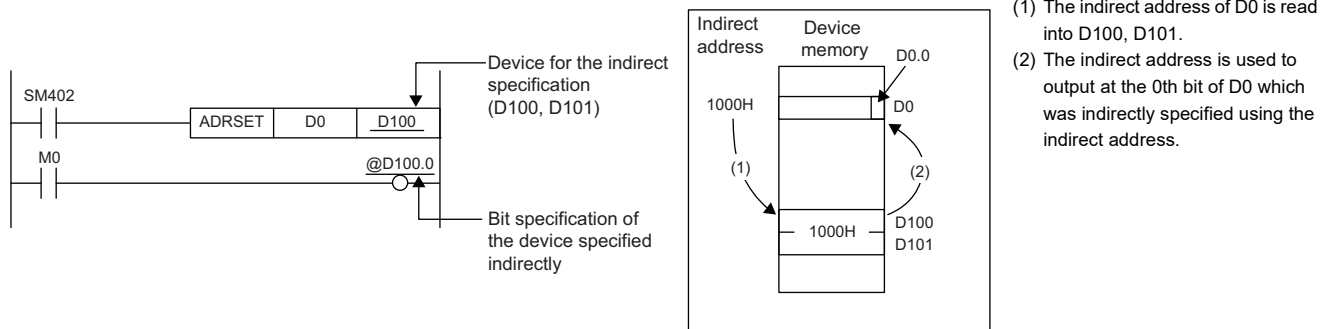 SM402
ADRSET D0 D100
M0
@D100.0
Device for the indirect
specification
(D100, D101)
Bit specification of
the device specified
indirectly
Indirect
address
Device
memory
D0.0
1000H
D0
(1)
(2)
1000H
D100
D101
(1) The indirect address of D0 is read
into D100, D101.
(2) The indirect address is used to
output at the 0th bit of D0 which
was indirectly specified using the
indirect address.